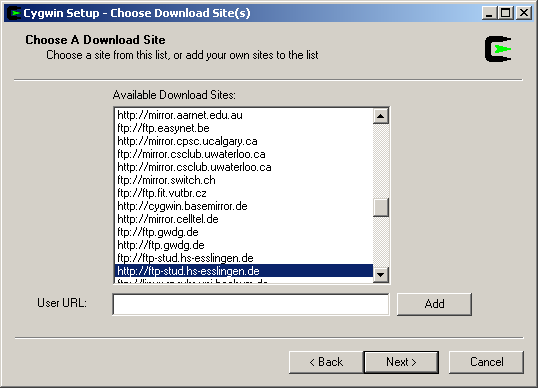 Cygwin Setup - Choose Download Site(s)
Choose A Download Site
Choose a site from this list, or add your own sites to the list
Available Download Sites:
http://mirror.aarnet.edu.au
ftp://ftp.easynet.be
http://mirror.cpsc.ucalgary.ca
ftp://mirror.csclub.uwaterloo.ca
http://mirror.csclub.uwaterloo.ca
ftp://mirror.switch.ch
ftp://ftp.fit.vutbr.cz
http://cygwin.basemirror.de
http://mirror.celltel.de
ftp://ftp.gwdg.de
http://ftp.gwdg.de
ftp://ftp-stud.hs-esslingen.de
http://ftp-stud.hs-esslingen.de
User URL:
Add
< Back
Next >
Cancel